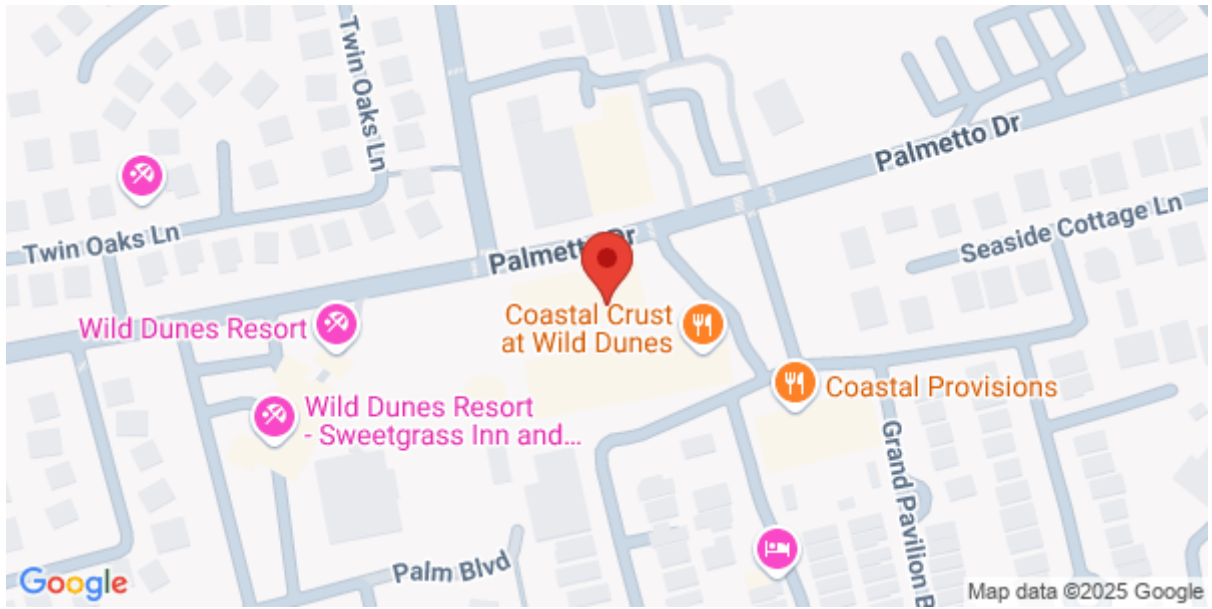 Twin Oaks Ln
Palmetto Dr
Twin Oaks Ln
Seaside Cottage Ln
Palmetto Dr
Wild Dunes Resort
Coastal Crust
at Wild Dunes
Coastal Provisions
Wild Dunes Resort
- Sweetgrass Inn and...
Grand Pavilion B
Palm Blvd
Google
Map data ©2025 Google